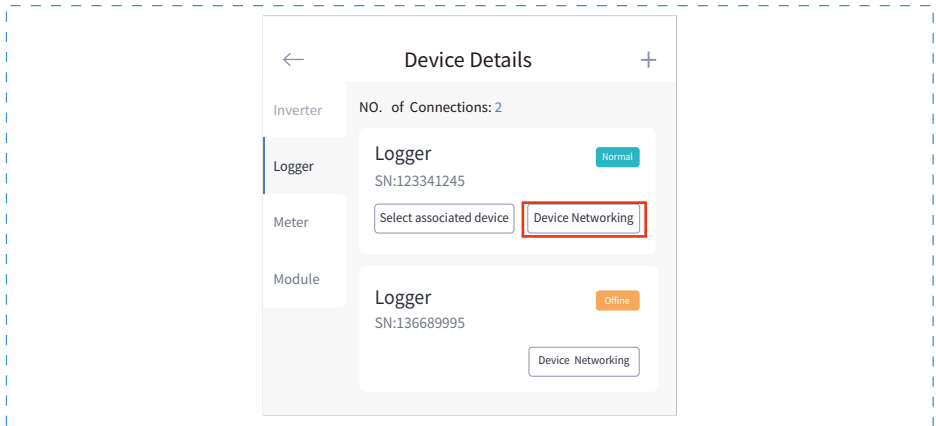 Device Details
Inverter
Logger
Meter
Module
NO. of Connections: 2
Logger
Normal
SN:123341245
Select associated device
Device Networking
Logger
Offine
SN:136689995
Device Networking